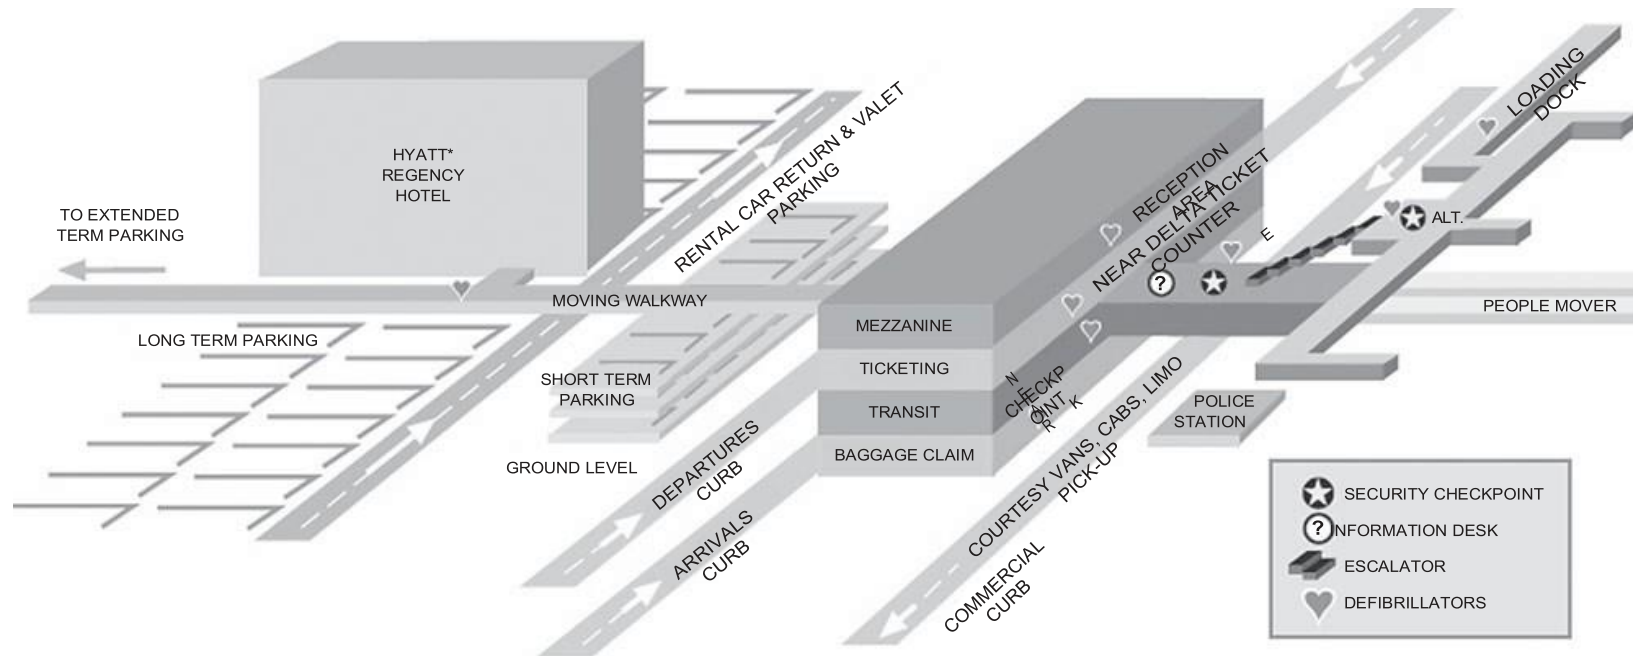 HYATT*
REGENCY
HOTEL
TO EXTENDED
TERM PARKING
RENTAL CAR RETURN & VALET
PARKING
MOVING WALKWAY
LONG TERM PARKING
SHORT TERM
PARKING
GROUND LEVEL
MEZZANINE
TICKETING
TRANSIT
BAGGAGE CLAIM
DEPARTURES
CURB
ARRIVALS
CURB
RECEPTION
AREA
NEAR DELTA TICKET
COUNTER
E
?
CHECKP
OINT
K
R
N
LOADING
DOCK
ALT.
PEOPLE MOVER
COURTESY VANS, CABS, LIMO
PICK-UP
COMMERCIAL
CURB
POLICE
STATION
SECURITY CHECKPOINT
? NFORMATION DESK
ESCALATOR
DEFIBRILLATORS